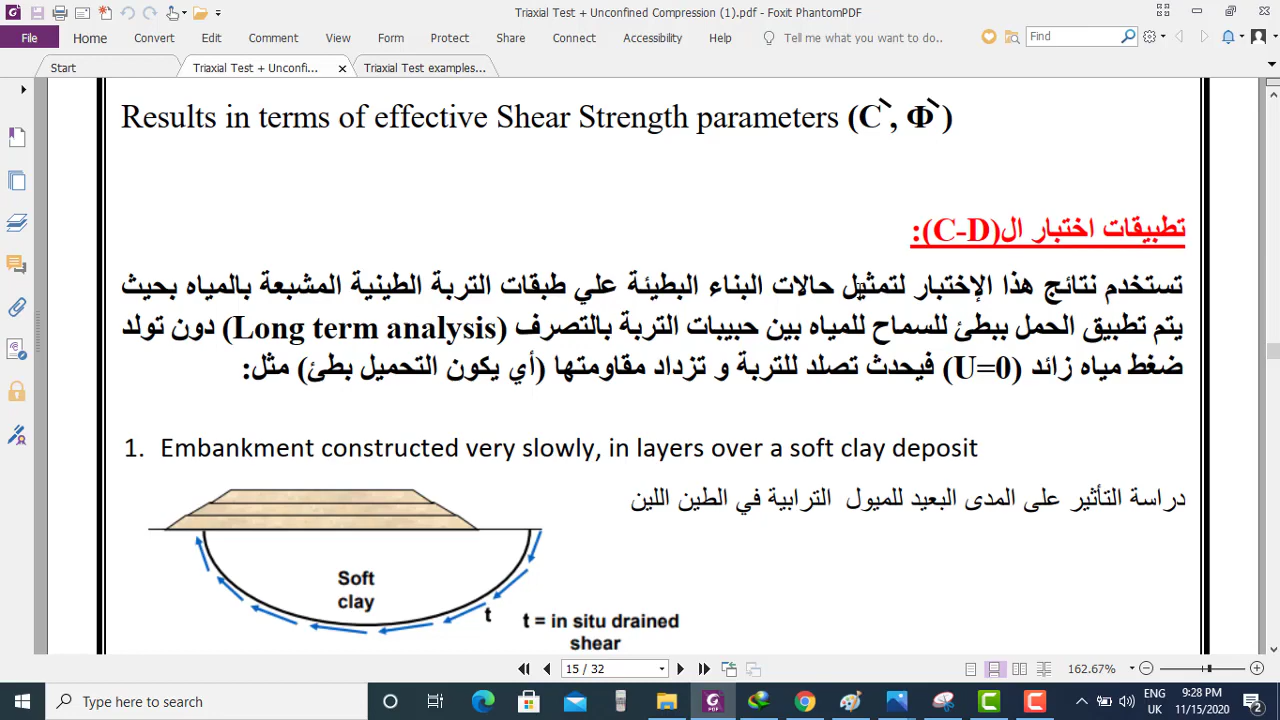 Triaxial Test + Unconfined Compression (1).pdf - Foxit PhantomPDF
File Home Convert Edit Comment View Form Protect Share Connect Accessibility Help Tell me what you want to do.. Find
Start Triaxial Test + Unconfi... Triaxial Test examples...
Results in terms of effective Shear Strength parameters (C`, Φ`)
تطبيقات اختبار ال(C-D):
تستخدم نتائج هذا الإختبار لتمثيل حالات البناء البطيئة علي طبقات التربة الطينية المشبعة بالمياه بحيث
يتم تطبيق الحمل ببطئ للسماح للمياه بين حبيبات التربة بالتصرف (Long term analysis) دون تولد
ضغط مياه زائد (U=0) فيحدث تصلد للتربة و تزداد مقاومتها (أي يكون التحميل بطئ) مثل:
1. Embankment constructed very slowly, in layers over a soft clay deposit
دراسة التأثير على المدى البعيد للميول الترابية في الطين اللين
Soft
clay
t
t = in situ drained
shear
15 / 32
162.67%
Type here to search
ENG
UK
9:28 PM
11/15/2020
2